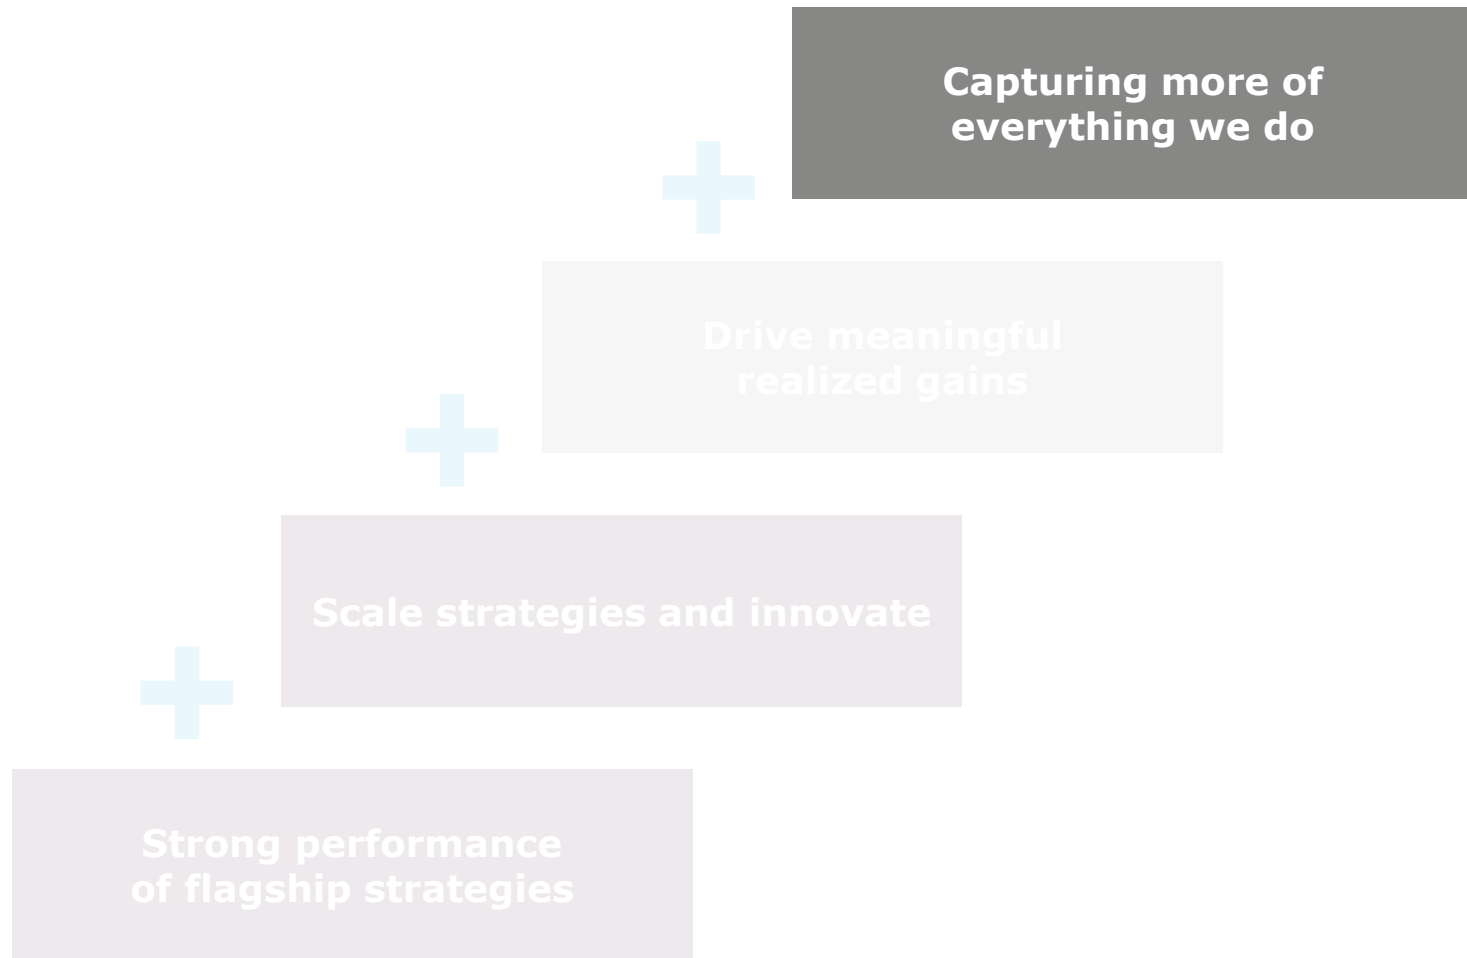 Capturing more of
everything we do
Drive meaningful
realized gains
Scale strategies and innovate
Strong performance
of flagship strategies